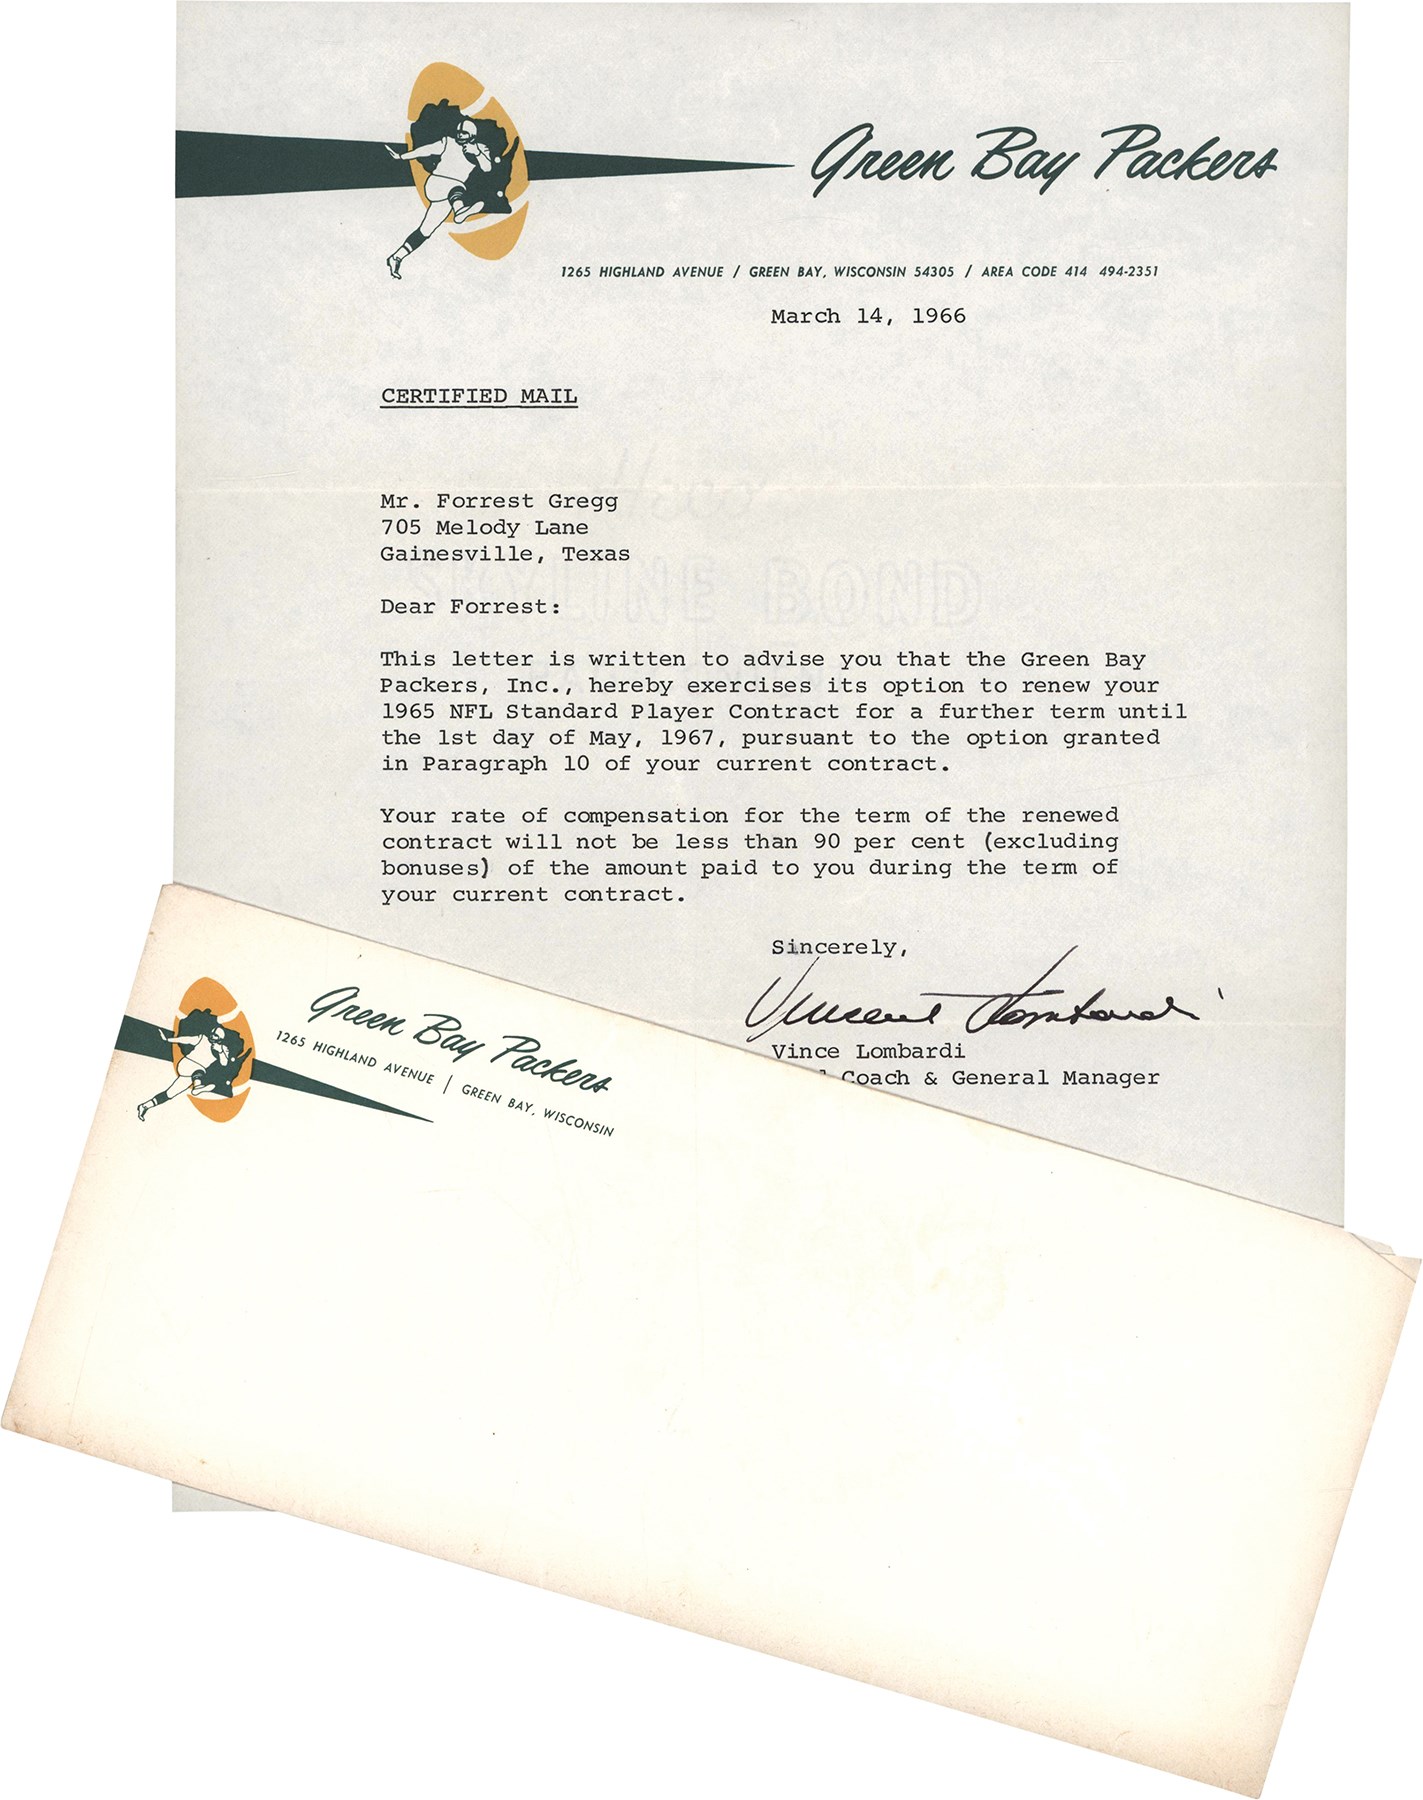 Green Bay Packers
1265 HIGHLAND AVENUE / GREEN BAY, WISCONSIN 54305 / AREA CODE 414 494-2351
March 14, 1966
CERTIFIED MAIL
Mr. Forrest Gregg
705 Melody Lane
Gainesville, Texas
SKYLINE BOND
Dear Forrest:
This letter is written to advise you that the Green Bay
Packers, Inc., hereby exercises its option to renew your
1965 NFL Standard Player Contract for a further term until
the 1st day of May, 1967, pursuant to the option granted
in Paragraph 10 of your current contract.
Your rate of compensation for the term of the renewed
contract will not be less than 90 per cent (excluding
bonuses) of the amount paid to you during the term of
your current contract.
Sincerely,
Vincent Lombardi
Vince Lombardi
Coach & General Manager
Green Bay Packers
1265 HIGHLAND AVENUE | GREEN BAY, WISCONSIN